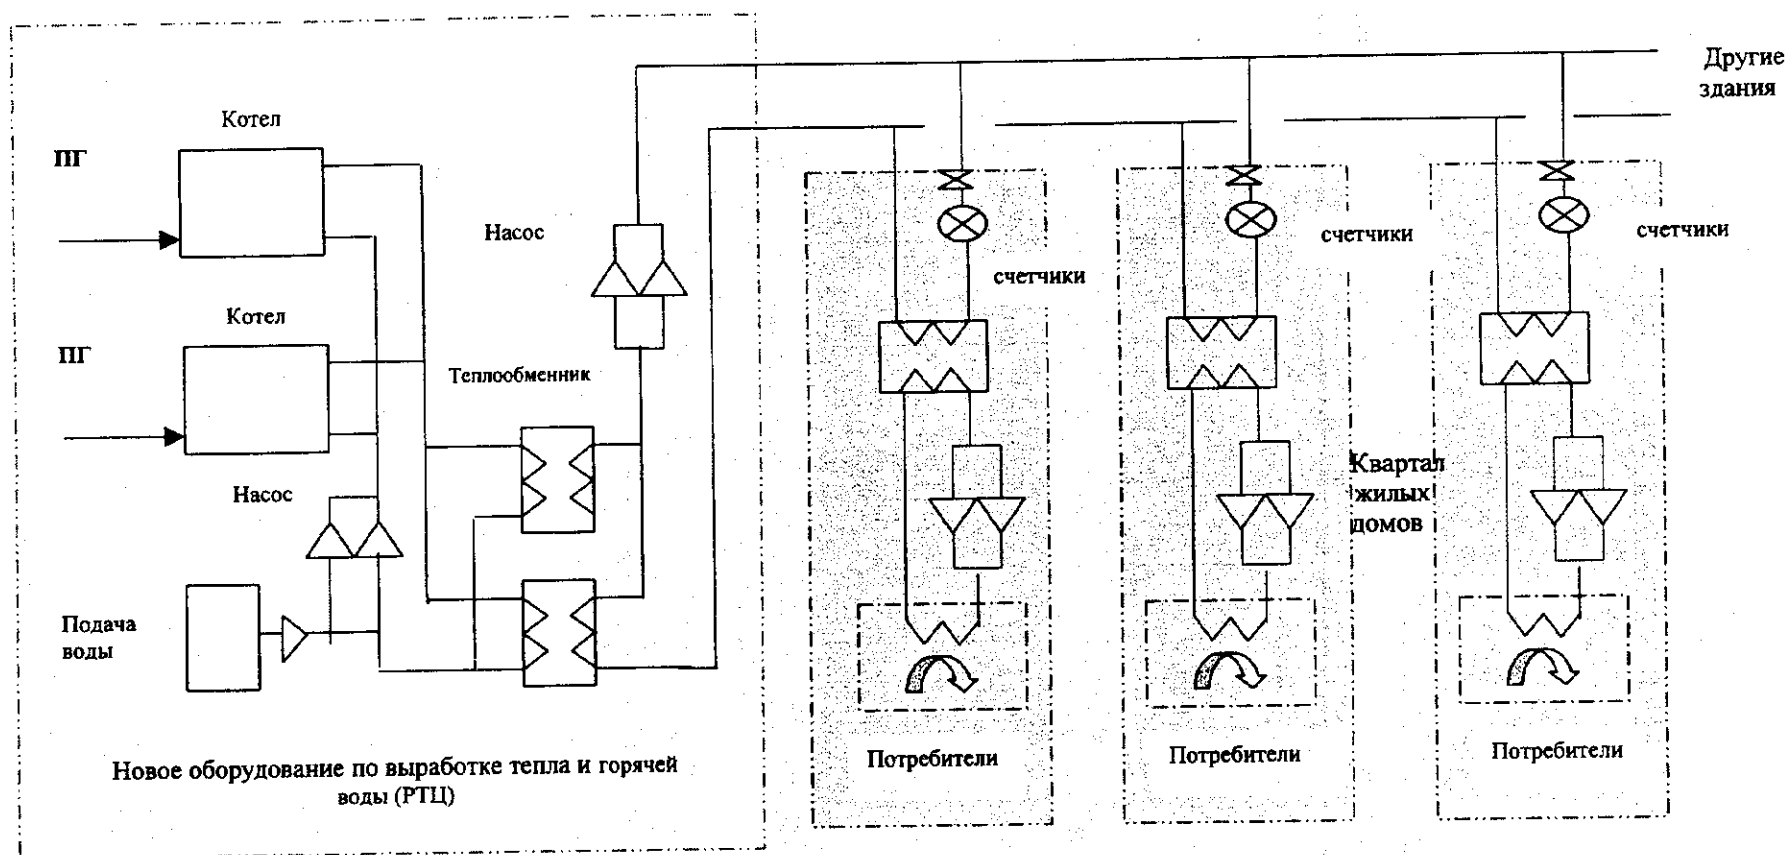 Другие
здания
Котел
ПГ
Насос
счетчики
счетчики
счетчики
Котел
ПГ
Теплообменник
Насос
Квартал
жилых
домов
Подача
воды
Потребители
Потребители
Потребители
Новое оборудование по выработке тепла и горячей
воды (РТЦ)